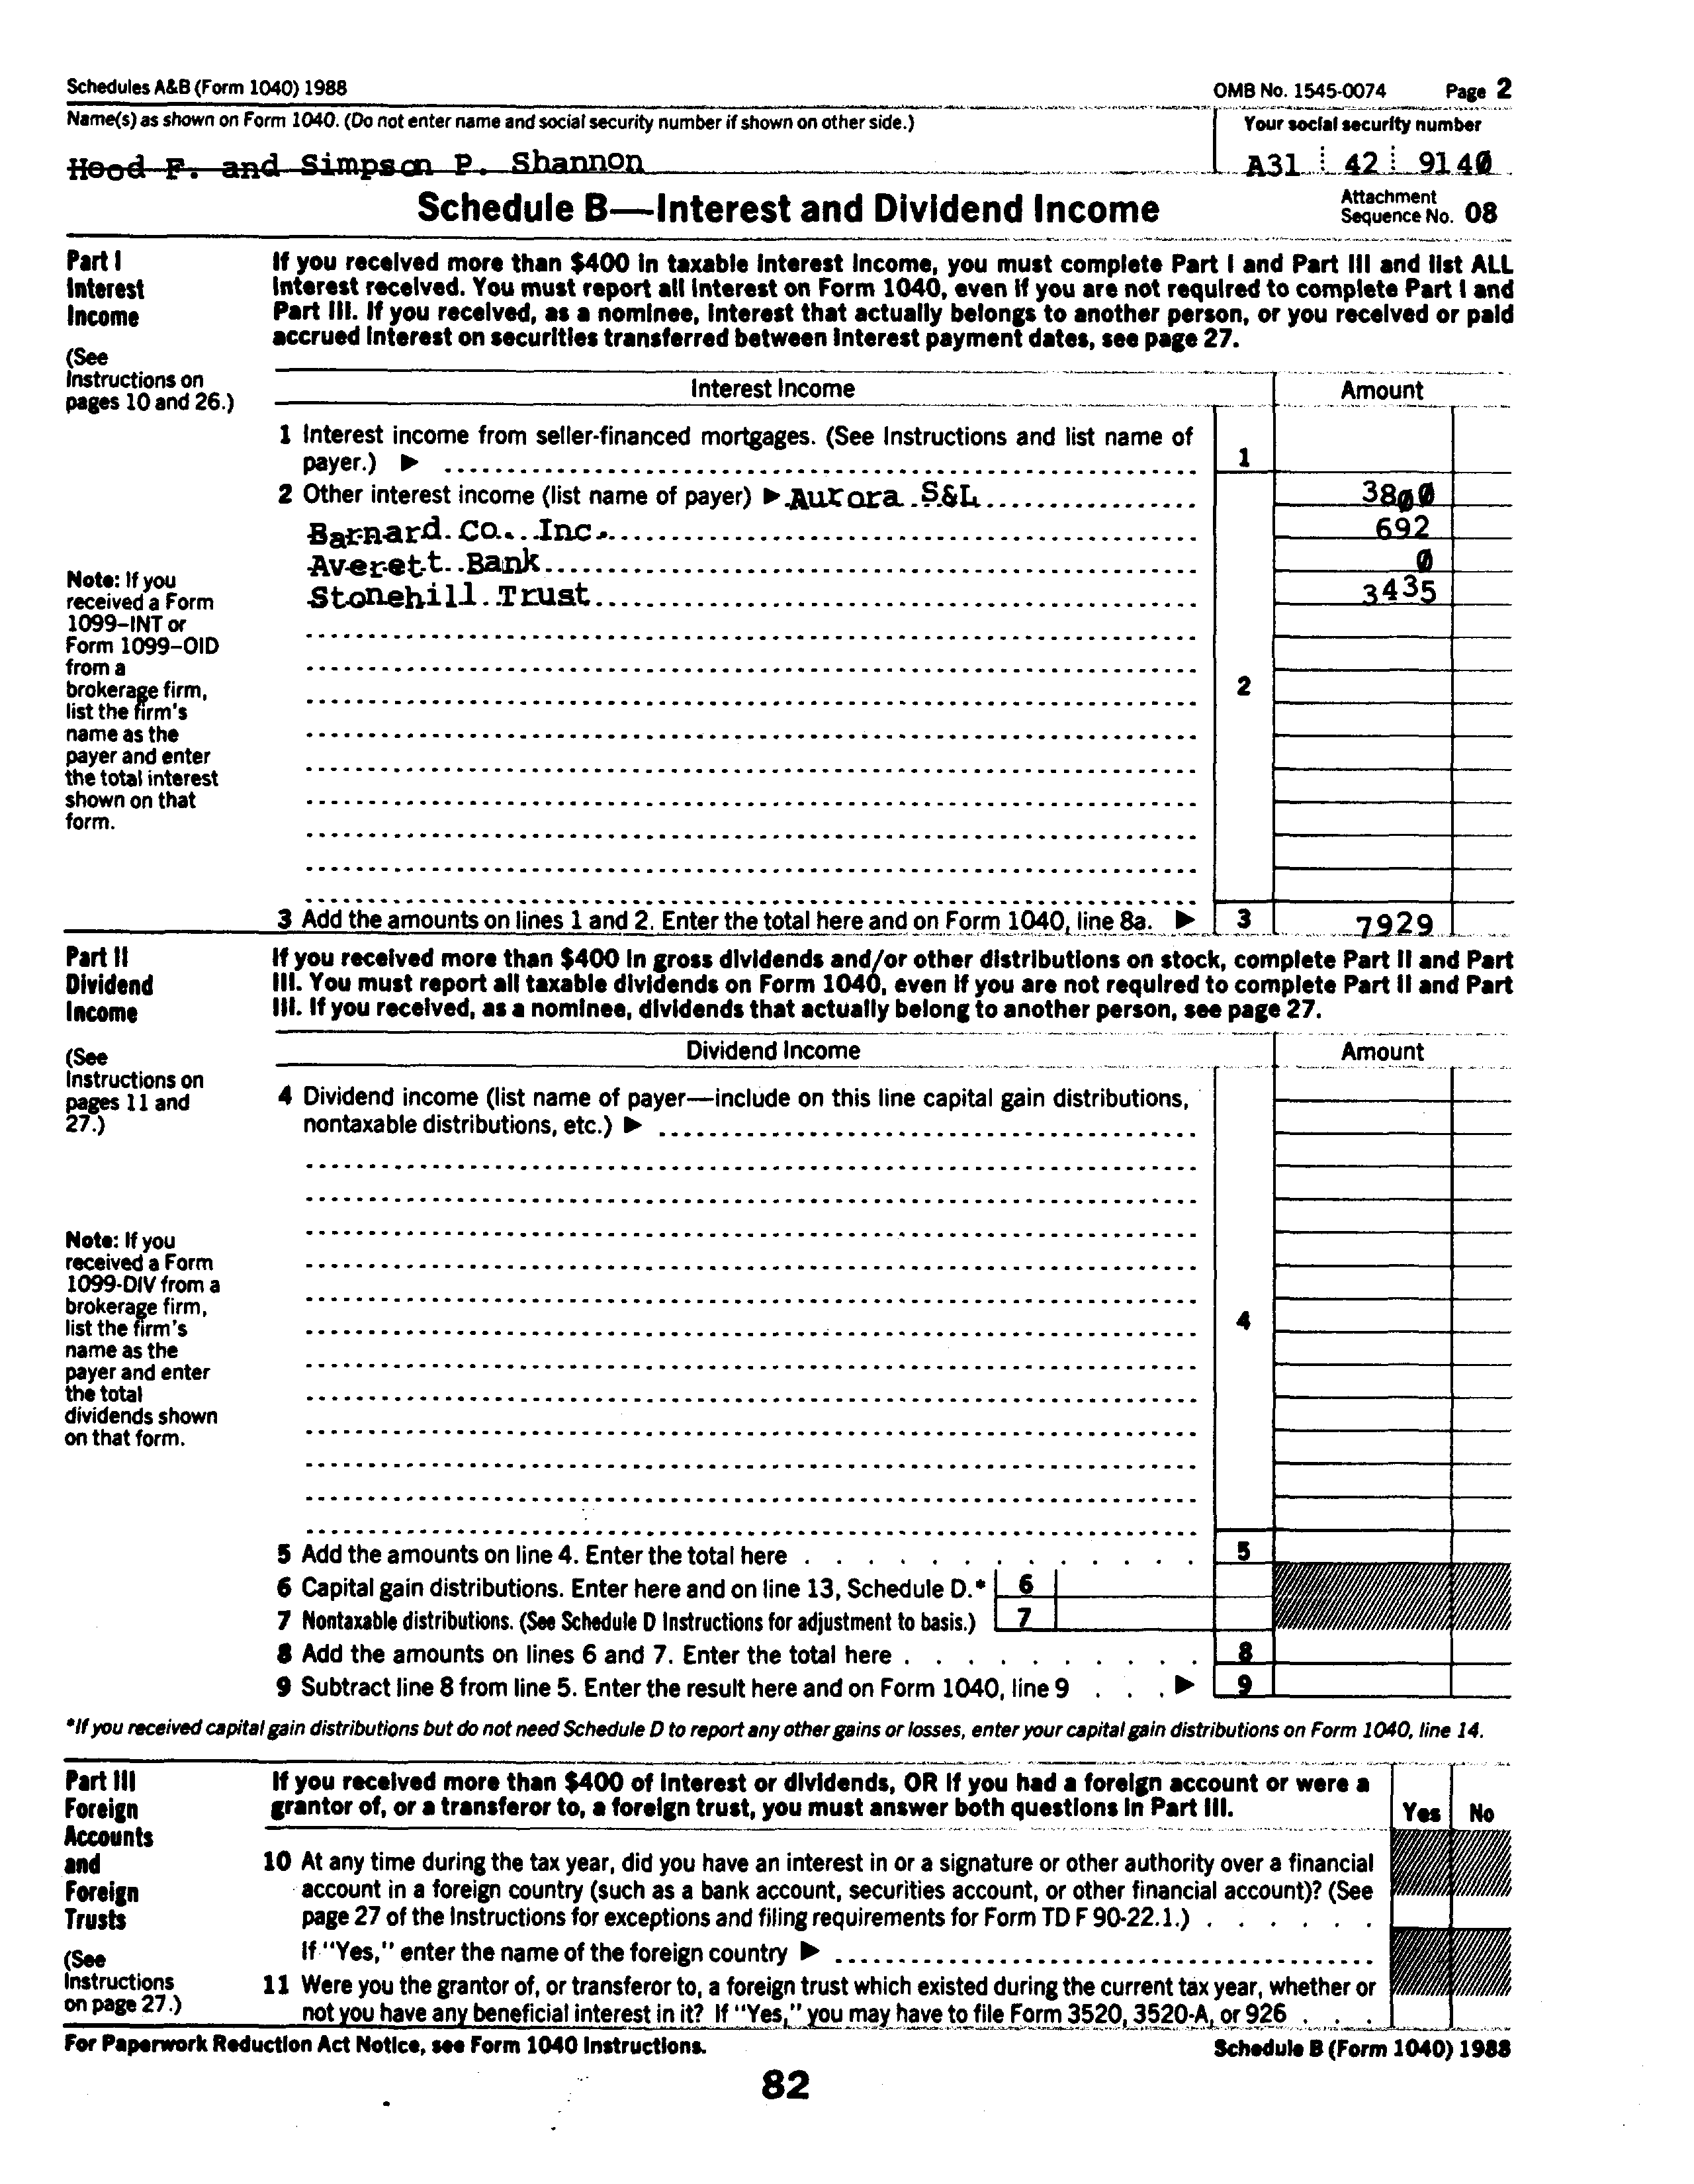 Schedules A&B (Form 1040) 1988 OMB No. 1545-0074 Page 2
Name(s) as shown on Form 1040. (Do not enter name and social security number if shown on other side.) Your social security number
Hood F. and Simpson P. Shannon A31 42 9140
Schedule B—Interest and Dividend Income Attachment Sequence No. 08
Part I Interest Income
(See Instructions on pages 10 and 26.)
If you received more than $400 in taxable interest income, you must complete Part I and Part III and list ALL
interest received. You must report all interest on Form 1040, even if you are not required to complete Part I and
Part III. If you received, as a nominee, interest that actually belongs to another person, or you received or paid
accrued interest on securities transferred between interest payment dates, see page 27.
Interest Income Amount
1 Interest income from seller-financed mortgages. (See Instructions and list name of
payer.) ▶ 1
2 Other interest income (list name of payer) ▶ Aurora S&L 3800
Barnard Co. Inc. 692
Averett Bank 0
Stonehill Trust 3435
Note: If you
received a Form
1099–INT or
Form 1099–OID
from a
brokerage firm,
list the firm's
name as the
payer and enter
the total interest
shown on that
form.
2
3 Add the amounts on lines 1 and 2. Enter the total here and on Form 1040, line 8a. ▶ 3 7929
Part II Dividend Income
(See Instructions on pages 11 and 27.)
If you received more than $400 in gross dividends and/or other distributions on stock, complete Part II and Part
III. You must report all taxable dividends on Form 1040, even if you are not required to complete Part II and Part
III. If you received, as a nominee, dividends that actually belong to another person, see page 27.
Dividend Income Amount
4 Dividend income (list name of payer—include on this line capital gain distributions,
nontaxable distributions, etc.) ▶
Note: If you
received a Form
1099-DIV from a
brokerage firm,
list the firm's
name as the
payer and enter
the total
dividends shown
on that form.
4
5 Add the amounts on line 4. Enter the total here 5
6 Capital gain distributions. Enter here and on line 13, Schedule D.* 6
7 Nontaxable distributions. (See Schedule D Instructions for adjustment to basis.) 7
8 Add the amounts on lines 6 and 7. Enter the total here 8
9 Subtract line 8 from line 5. Enter the result here and on Form 1040, line 9 ▶ 9
*If you received capital gain distributions but do not need Schedule D to report any other gains or losses, enter your capital gain distributions on Form 1040, line 14.
Part III Foreign Accounts and Foreign Trusts
(See Instructions on page 27.)
If you received more than $400 of interest or dividends, OR if you had a foreign account or were a
grantor of, or a transferor to, a foreign trust, you must answer both questions in Part III. Yes No
10 At any time during the tax year, did you have an interest in or a signature or other authority over a financial
account in a foreign country (such as a bank account, securities account, or other financial account)? (See
page 27 of the Instructions for exceptions and filing requirements for Form TD F 90-22.1.)
If "Yes," enter the name of the foreign country ▶
11 Were you the grantor of, or transferor to, a foreign trust which existed during the current tax year, whether or
not you have any beneficial interest in it? If "Yes," you may have to file Form 3520, 3520-A, or 926
For Paperwork Reduction Act Notice, see Form 1040 Instructions. Schedule B (Form 1040) 1988
82